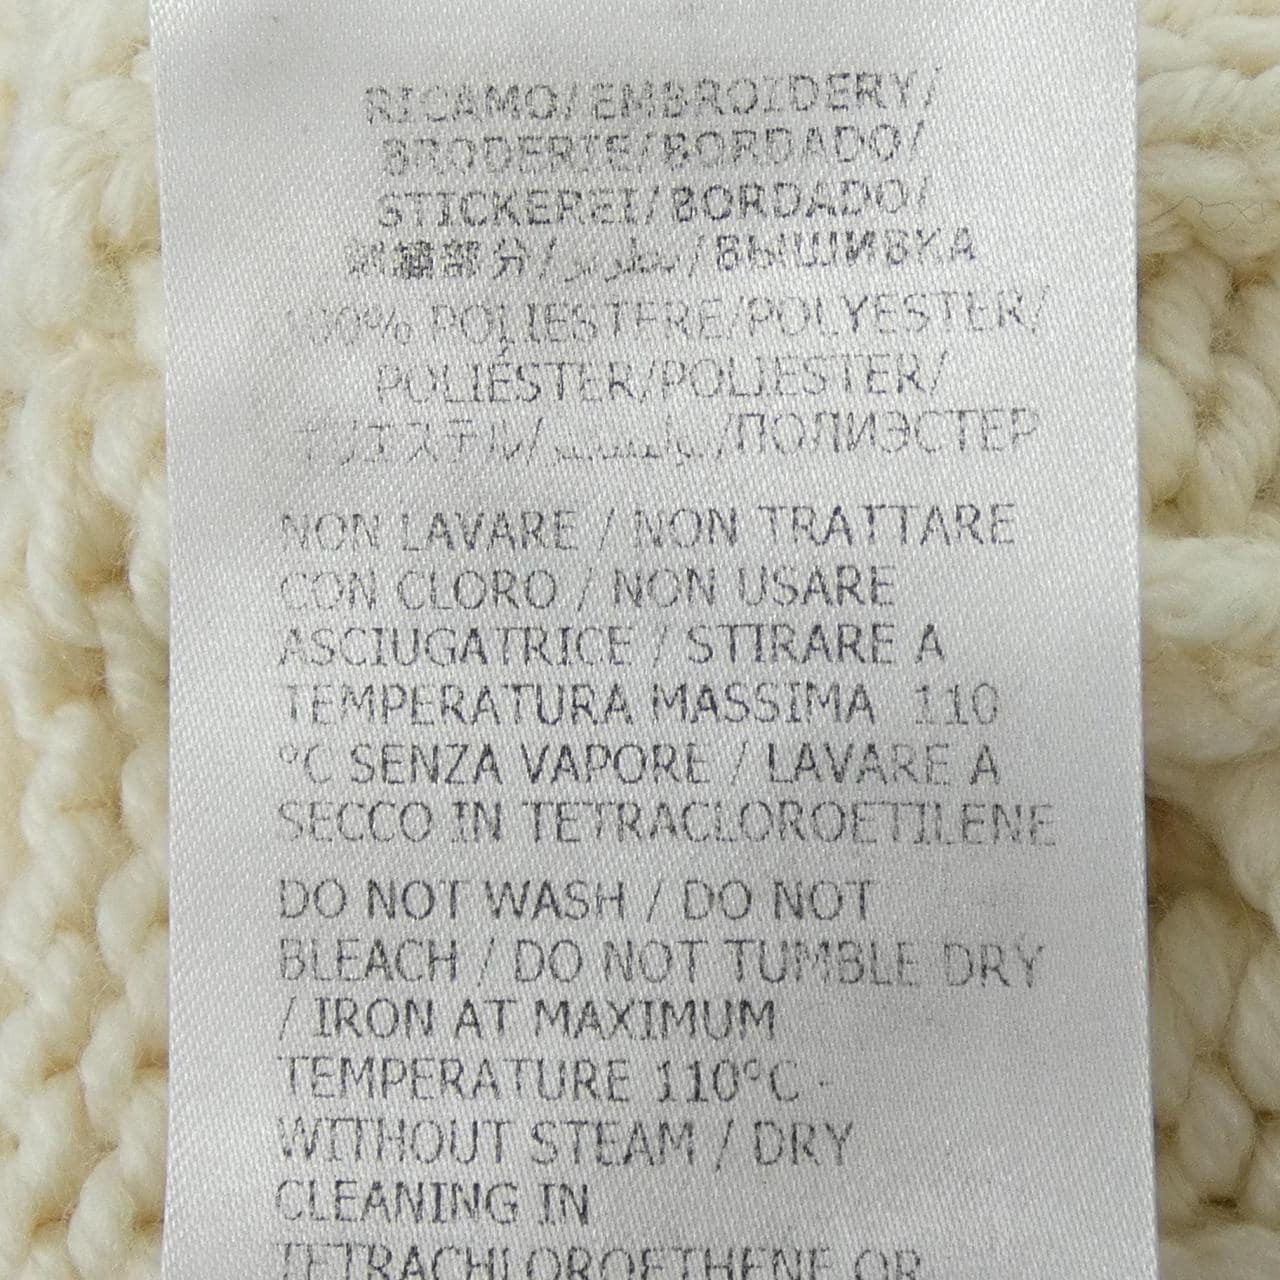 RICAMO/EMBROIDERY/
BRODERIE/BORDADO/
STICKEREI/BORDADO/
刺繍部分/تطريز/ВЫШИВКА
100% POLIESTERE/POLYESTER/
POLIÉSTER/POLIESTER/
ポリエステル/بوليستر/ПОЛИЭСТЕР
NON LAVARE / NON TRATTARE
CON CLORO / NON USARE
ASCIUGATRICE / STIRARE A
TEMPERATURA MASSIMA 110
°C SENZA VAPORE / LAVARE A
SECCO IN TETRACLOROETILENE
DO NOT WASH / DO NOT
BLEACH / DO NOT TUMBLE DRY
/ IRON AT MAXIMUM
TEMPERATURE 110°C -
WITHOUT STEAM / DRY
CLEANING IN
TETRACHLOROETHENE OR